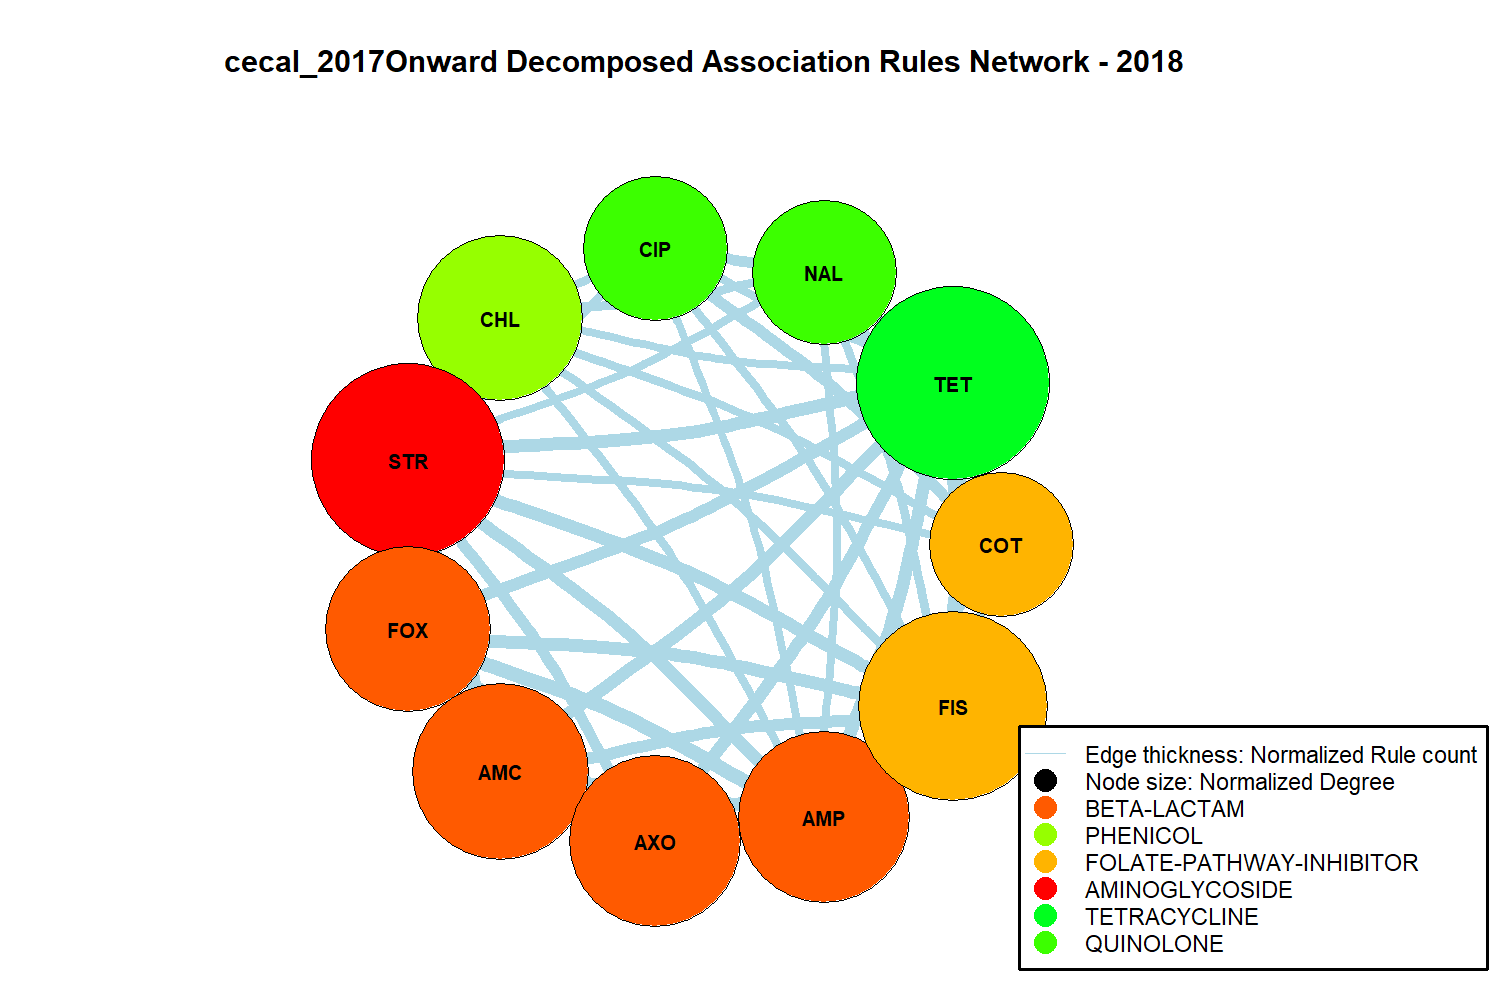 cecal_2017Onward Decomposed Association Rules Network - 2018
CIP
NAL
CHL
TET
STR
COT
FOX
FIS
AMC
AMP
AXO
Edge thickness: Normalized Rule count
Node size: Normalized Degree
BETA-LACTAM
PHENICOL
FOLATE-PATHWAY-INHIBITOR
AMINOGLYCOSIDE
TETRACYCLINE
QUINOLONE